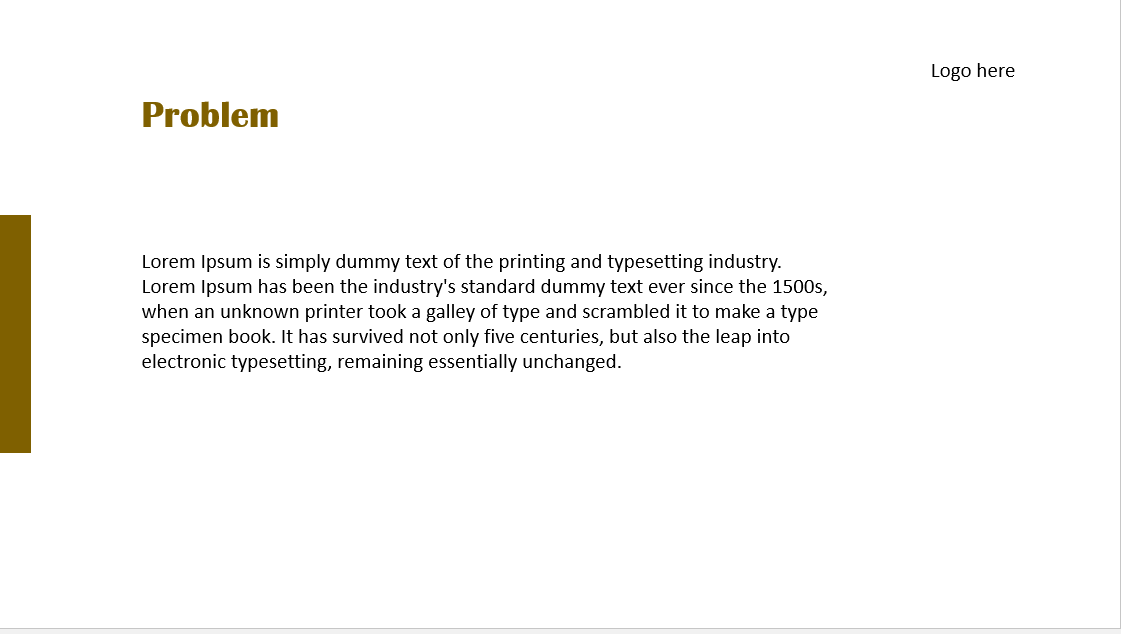 Logo here
Problem
Lorem Ipsum is simply dummy text of the printing and typesetting industry.
Lorem Ipsum has been the industry's standard dummy text ever since the 1500s,
when an unknown printer took a galley of type and scrambled it to make a type
specimen book. It has survived not only five centuries, but also the leap into
electronic typesetting, remaining essentially unchanged.